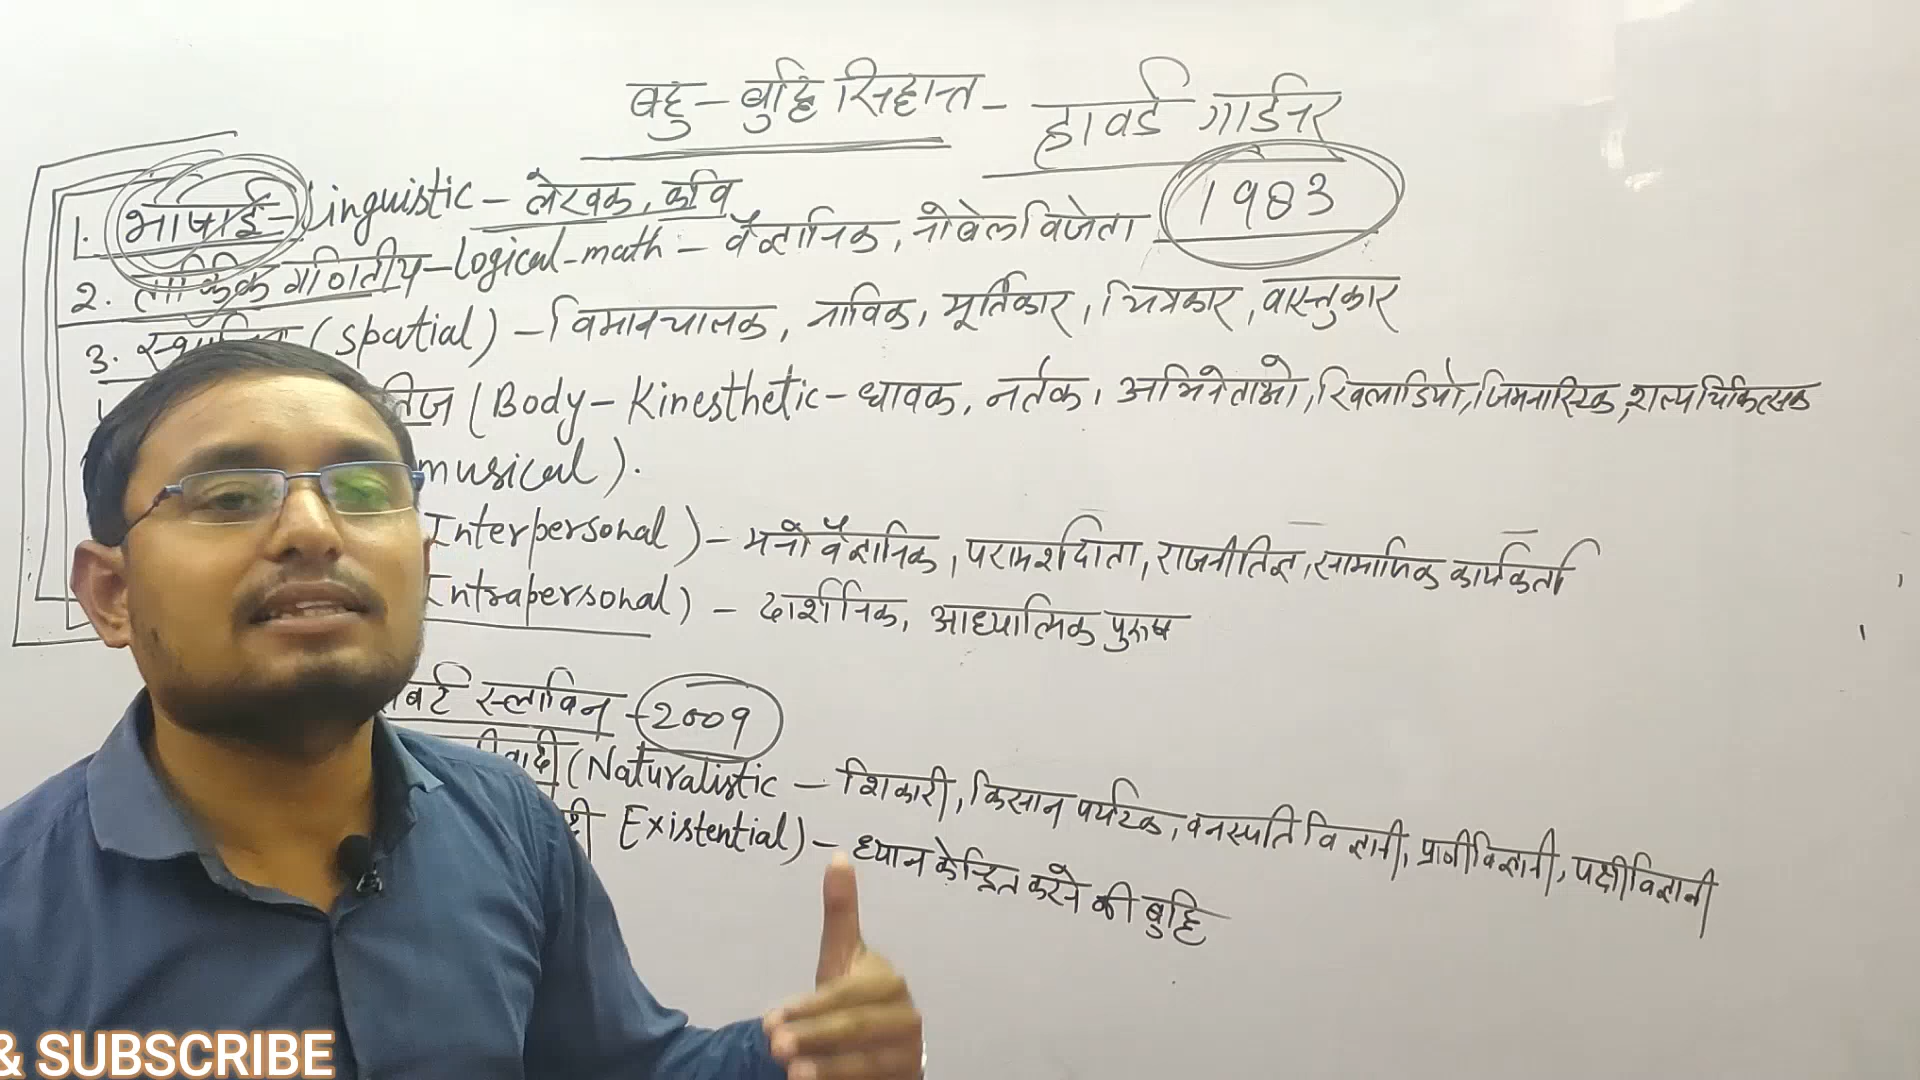 बहु - बुद्धि सिद्धान्त - हावर्ड गार्डनर
1983
1. भाषाई - Linguistic - लेखक, कवि
2. तार्किक गणितीय - Logical-math - वैज्ञानिक, नोबेल विजेता
3. (Spatial) - विमानचालक, नाविक, मूर्तिकार, चित्रकार, वास्तुकार
(Body - Kinesthetic - धावक, नर्तक, अभिनेताओ, खिलाडियो, जिमनास्टिक, शल्यचिकित्सक
musical).
Interpersonal) - मनोवैज्ञानिक, परामर्शदाता, राजनीतिज्ञ, सामाजिक कार्यकर्ता
Intrapersonal) - दार्शनिक, आध्यात्मिक पुरुष
स्लाविन - 2009
(Naturalistic - शिकारी, किसान पर्यटक, वनस्पति विज्ञानी, प्राणीविज्ञानी, पक्षीविज्ञानी
Existential) - ध्यान केन्द्रित करने की बुद्धि
& SUBSCRIBE